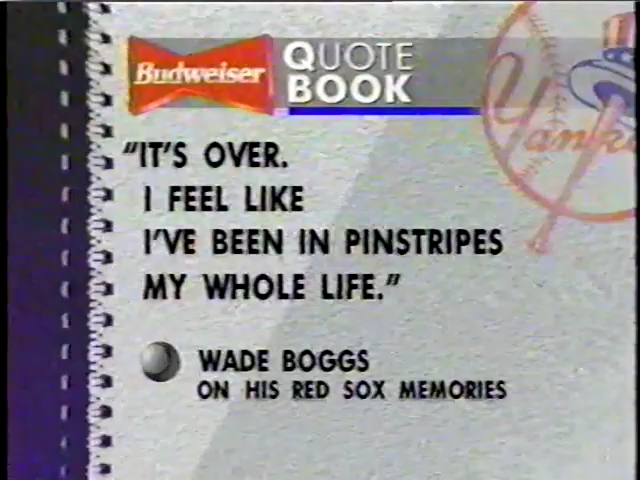 Budweiser
QUOTE
BOOK
Yankees
"IT'S OVER.
I FEEL LIKE
I'VE BEEN IN PINSTRIPES
MY WHOLE LIFE."
WADE BOGGS
ON HIS RED SOX MEMORIES